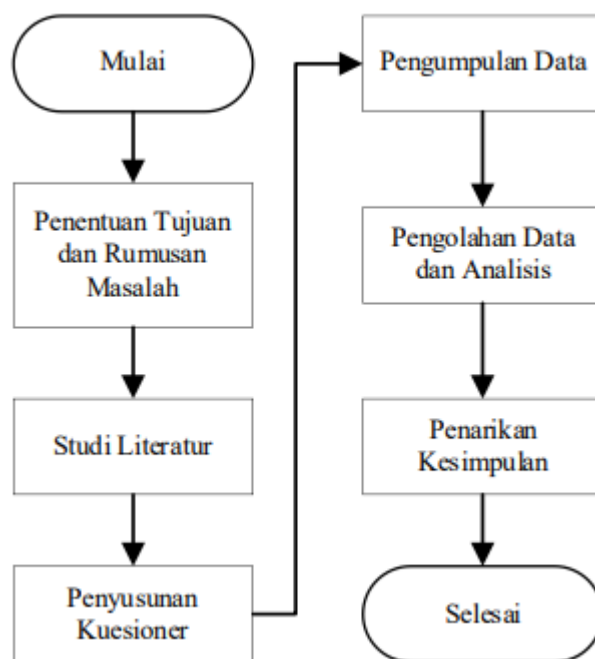 Mulai
Penentuan Tujuan
dan Rumusan
Masalah
Studi Literatur
Penyusunan
Kuesioner
Pengumpulan Data
Pengolahan Data
dan Analisis
Penarikan
Kesimpulan
Selesai